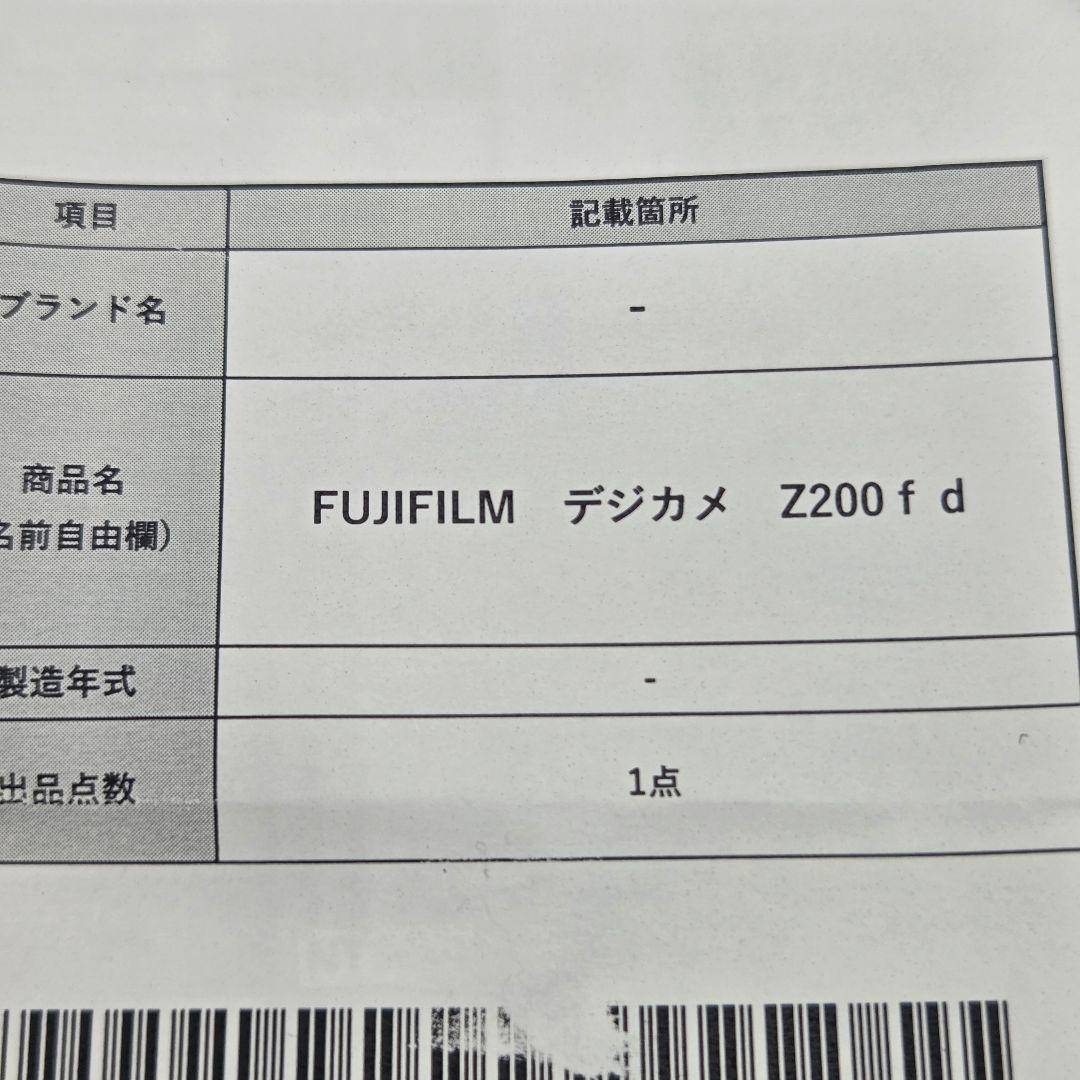 項目 記載箇所
ブランド名 -
商品名
名前自由欄)
FUJIFILM　デジカメ　Z200ｆｄ
製造年式 -
出品点数 1点